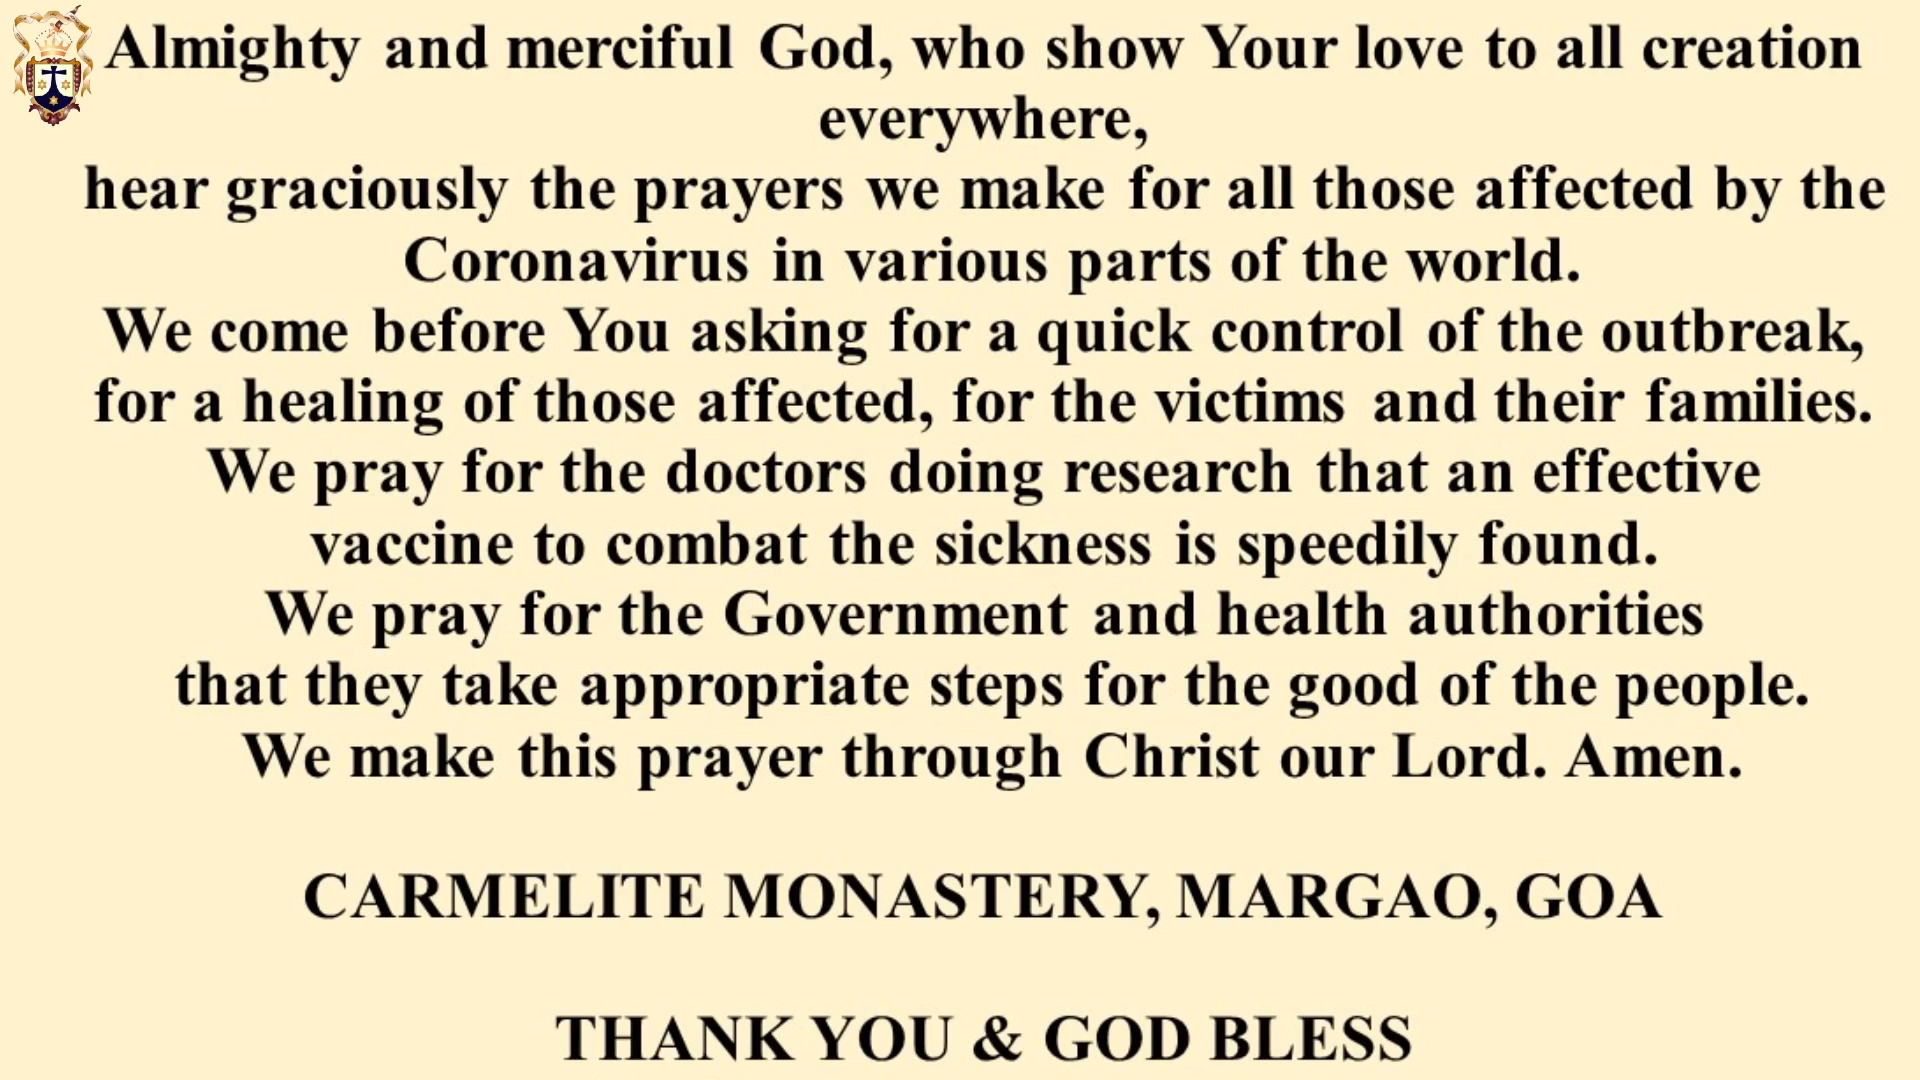 Almighty and merciful God, who show Your love to all creation
everywhere,
hear graciously the prayers we make for all those affected by the
Coronavirus in various parts of the world.
We come before You asking for a quick control of the outbreak,
for a healing of those affected, for the victims and their families.
We pray for the doctors doing research that an effective
vaccine to combat the sickness is speedily found.
We pray for the Government and health authorities
that they take appropriate steps for the good of the people.
We make this prayer through Christ our Lord. Amen.
CARMELITE MONASTERY, MARGAO, GOA
THANK YOU & GOD BLESS